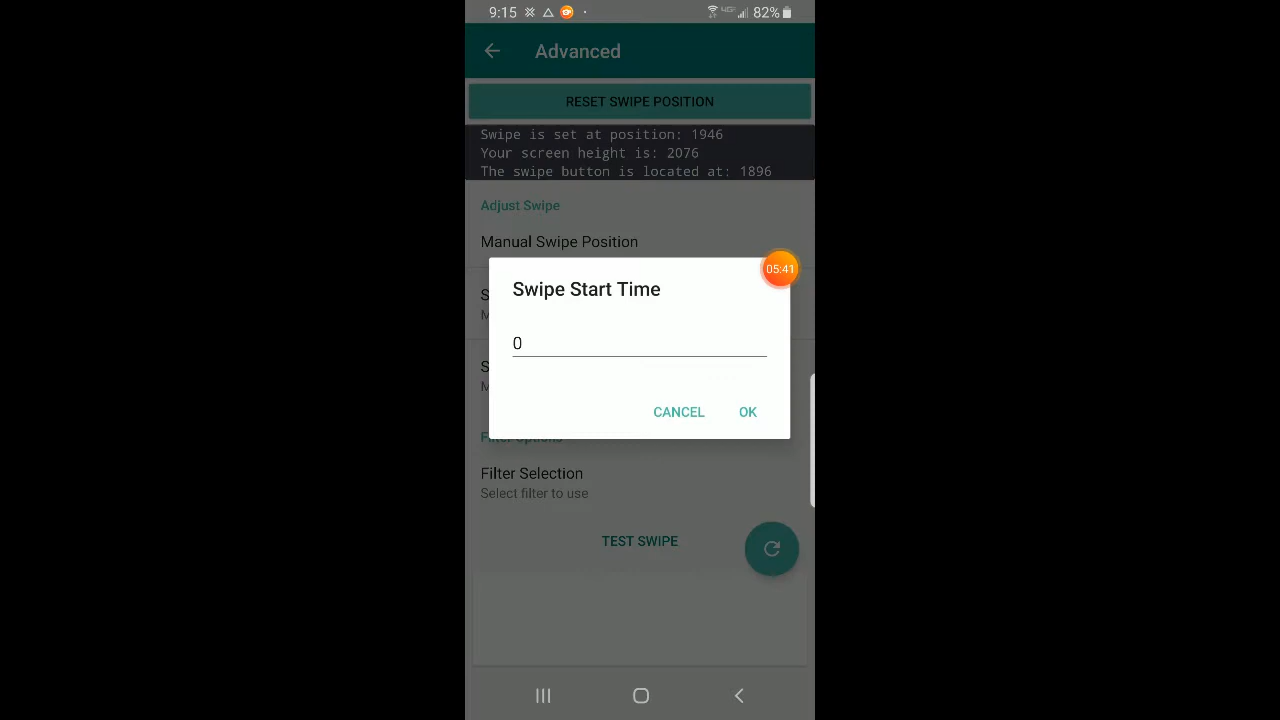 9:15 82%
Advanced
RESET SWIPE POSITION
Swipe is set at position: 1946
Your screen height is: 2076
The swipe button is located at: 1896
Adjust Swipe
Manual Swipe Position
05:41
Swipe Start Time
0
CANCEL OK
Filter Options
Filter Selection
Select filter to use
TEST SWIPE